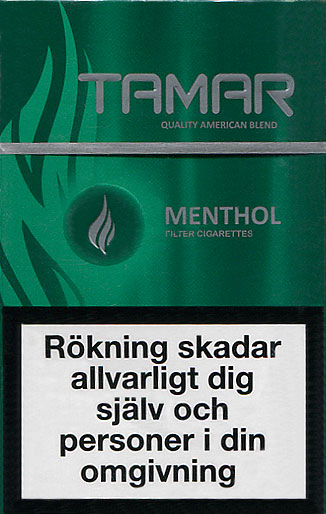 TAMAR
QUALITY AMERICAN BLEND
MENTHOL
FILTER CIGARETTES
Rökning skadar
allvarligt dig
själv och
personer i din
omgivning